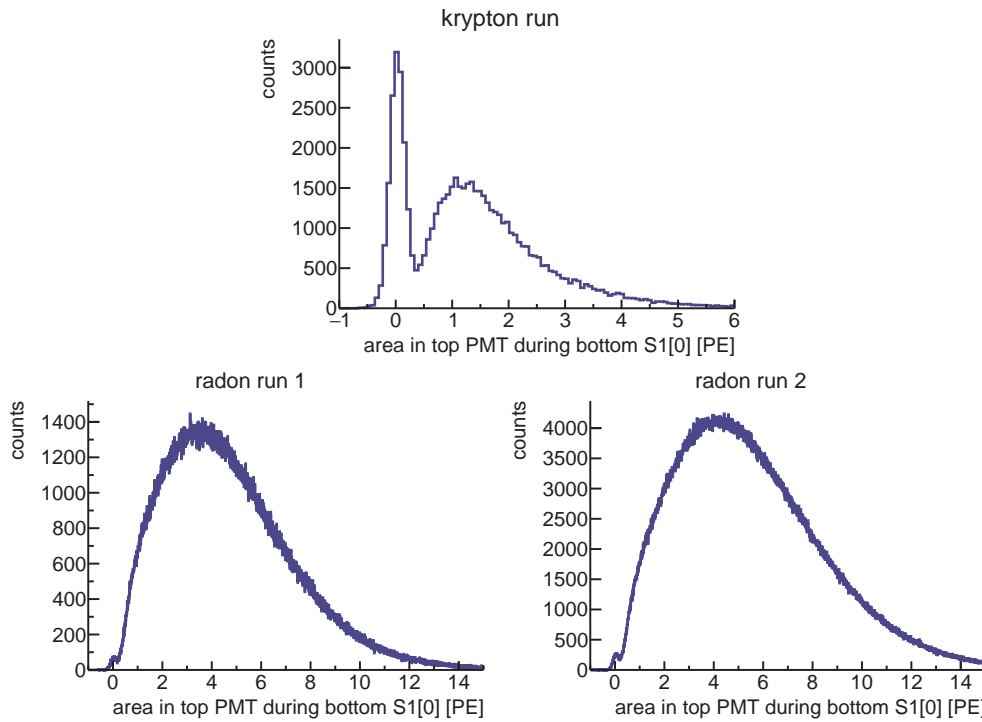 krypton run
counts
3000
2500
2000
1500
1000
500
0
−1 0 1 2 3 4 5 6
area in top PMT during bottom S1[0] [PE]
radon run 1
counts
1400
1200
1000
800
600
400
200
0
0 2 4 6 8 10 12 14
area in top PMT during bottom S1[0] [PE]
radon run 2
counts
4000
3500
3000
2500
2000
1500
1000
500
0
0 2 4 6 8 10 12 14
area in top PMT during bottom S1[0] [PE]